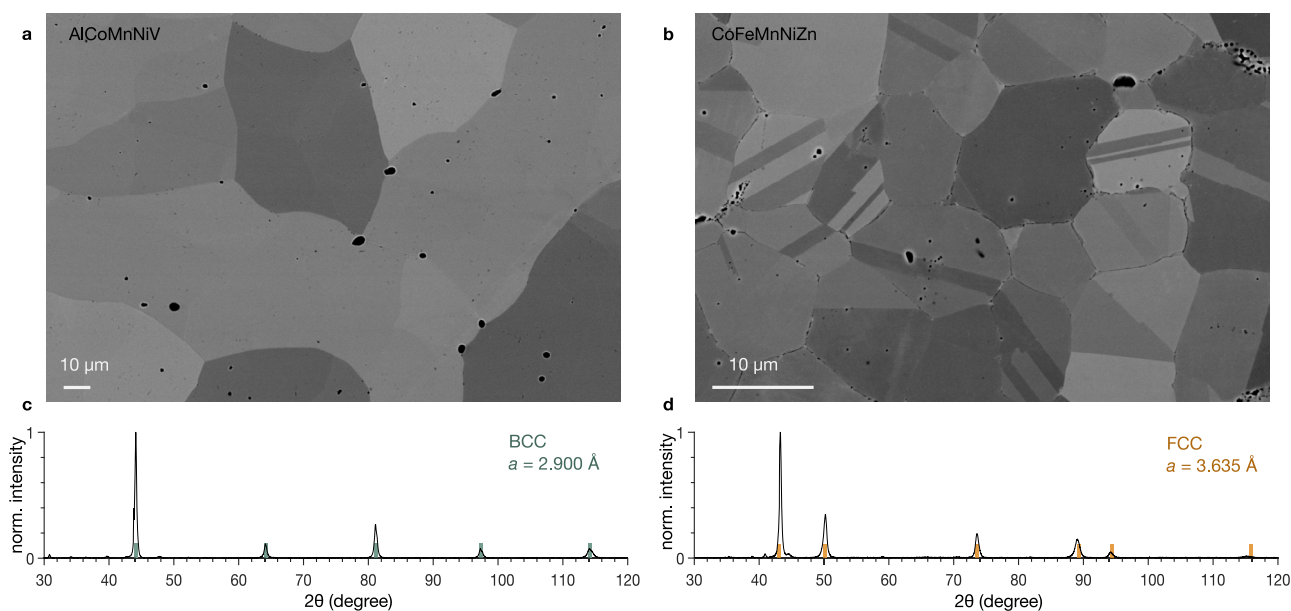 a
AlCoMnNiV
b
CoFeMnNiZn
10 µm
10 µm
c
d
norm. intensity
1
0
BCC
a = 2.900 Å
30 40 50 60 70 80 90 100 110 120
2θ (degree)
norm. intensity
1
0
FCC
a = 3.635 Å
30 40 50 60 70 80 90 100 110 120
2θ (degree)